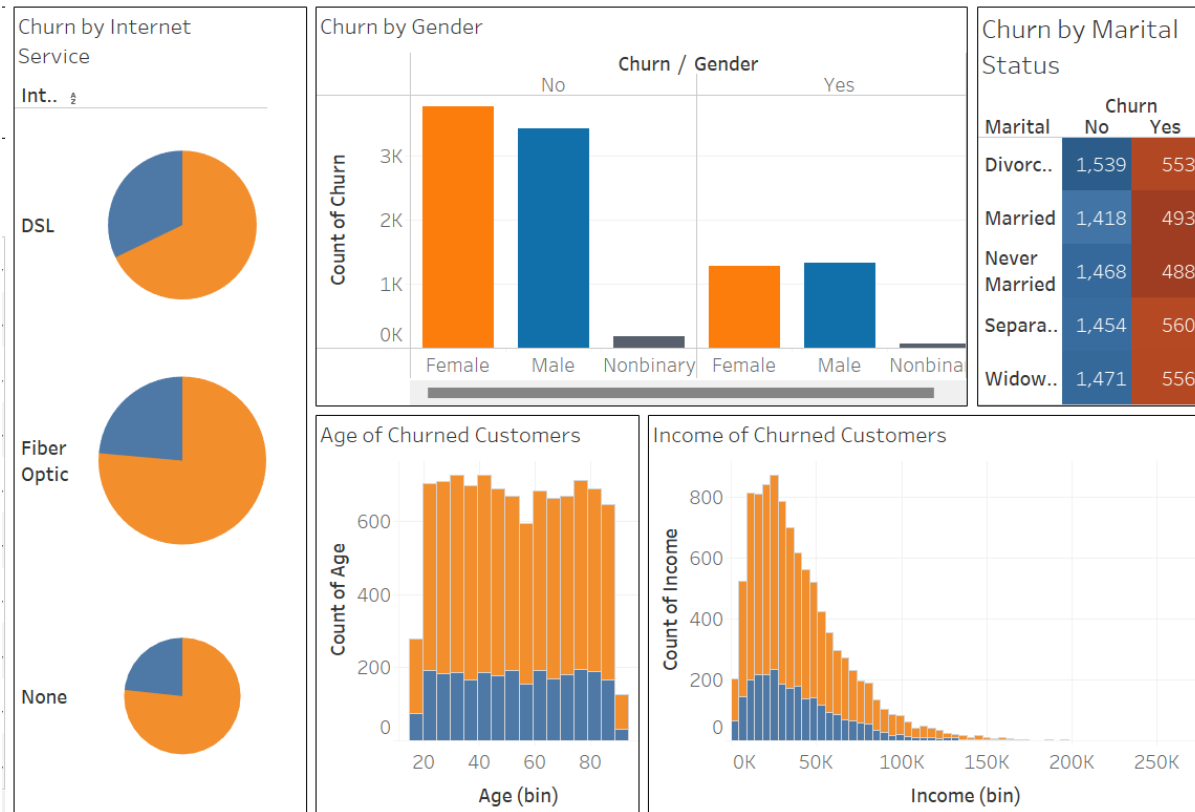 Churn by Internet
Service
Int..
DSL
Fiber
Optic
None
Churn by Gender
Churn / Gender
No Yes
Count of Churn
3K
2K
1K
0K
Female Male Nonbinary Female Male Nonbinar
Churn by Marital
Status
Churn
Marital No Yes
Divorc.. 1,539 553
Married 1,418 493
Never
Married 1,468 488
Separa.. 1,454 560
Widow.. 1,471 556
Age of Churned Customers
Count of Age
600
400
200
0
20 40 60 80
Age (bin)
Income of Churned Customers
Count of Income
800
600
400
200
0
0K 50K 100K 150K 200K 250K
Income (bin)